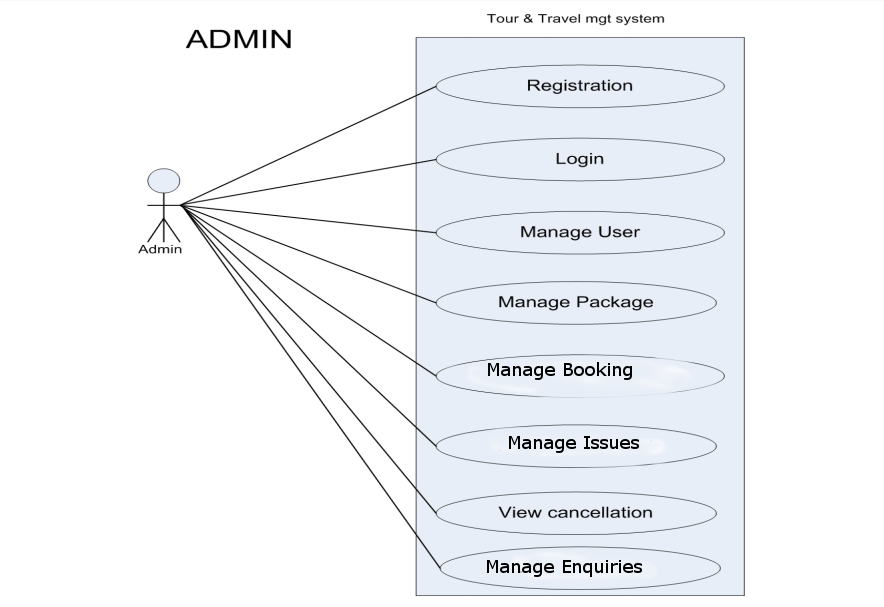 Tour & Travel mgt system
ADMIN
Registration
Login
Manage User
Manage Package
Manage Booking
Manage Issues
View cancellation
Manage Enquiries
Admin